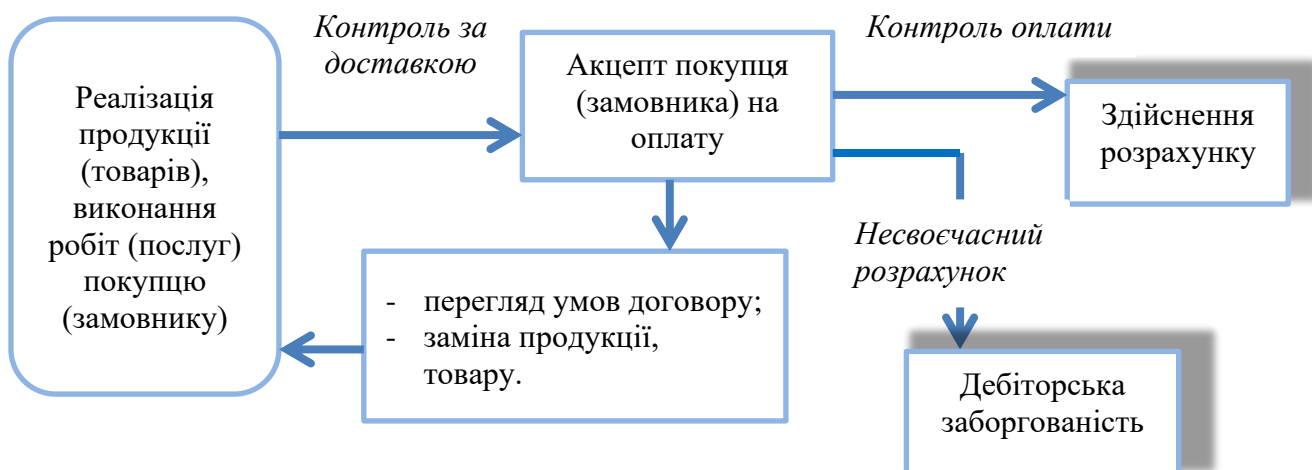 Реалізація
продукції
(товарів),
виконання
робіт (послуг)
покупцю
(замовнику)
Контроль за
доставкою
Акцепт покупця
(замовника) на
оплату
Контроль оплати
Здійснення
розрахунку
Несвоєчасний
розрахунок
- перегляд умов договору;
- заміна продукції,
товару.
Дебіторська
заборгованість